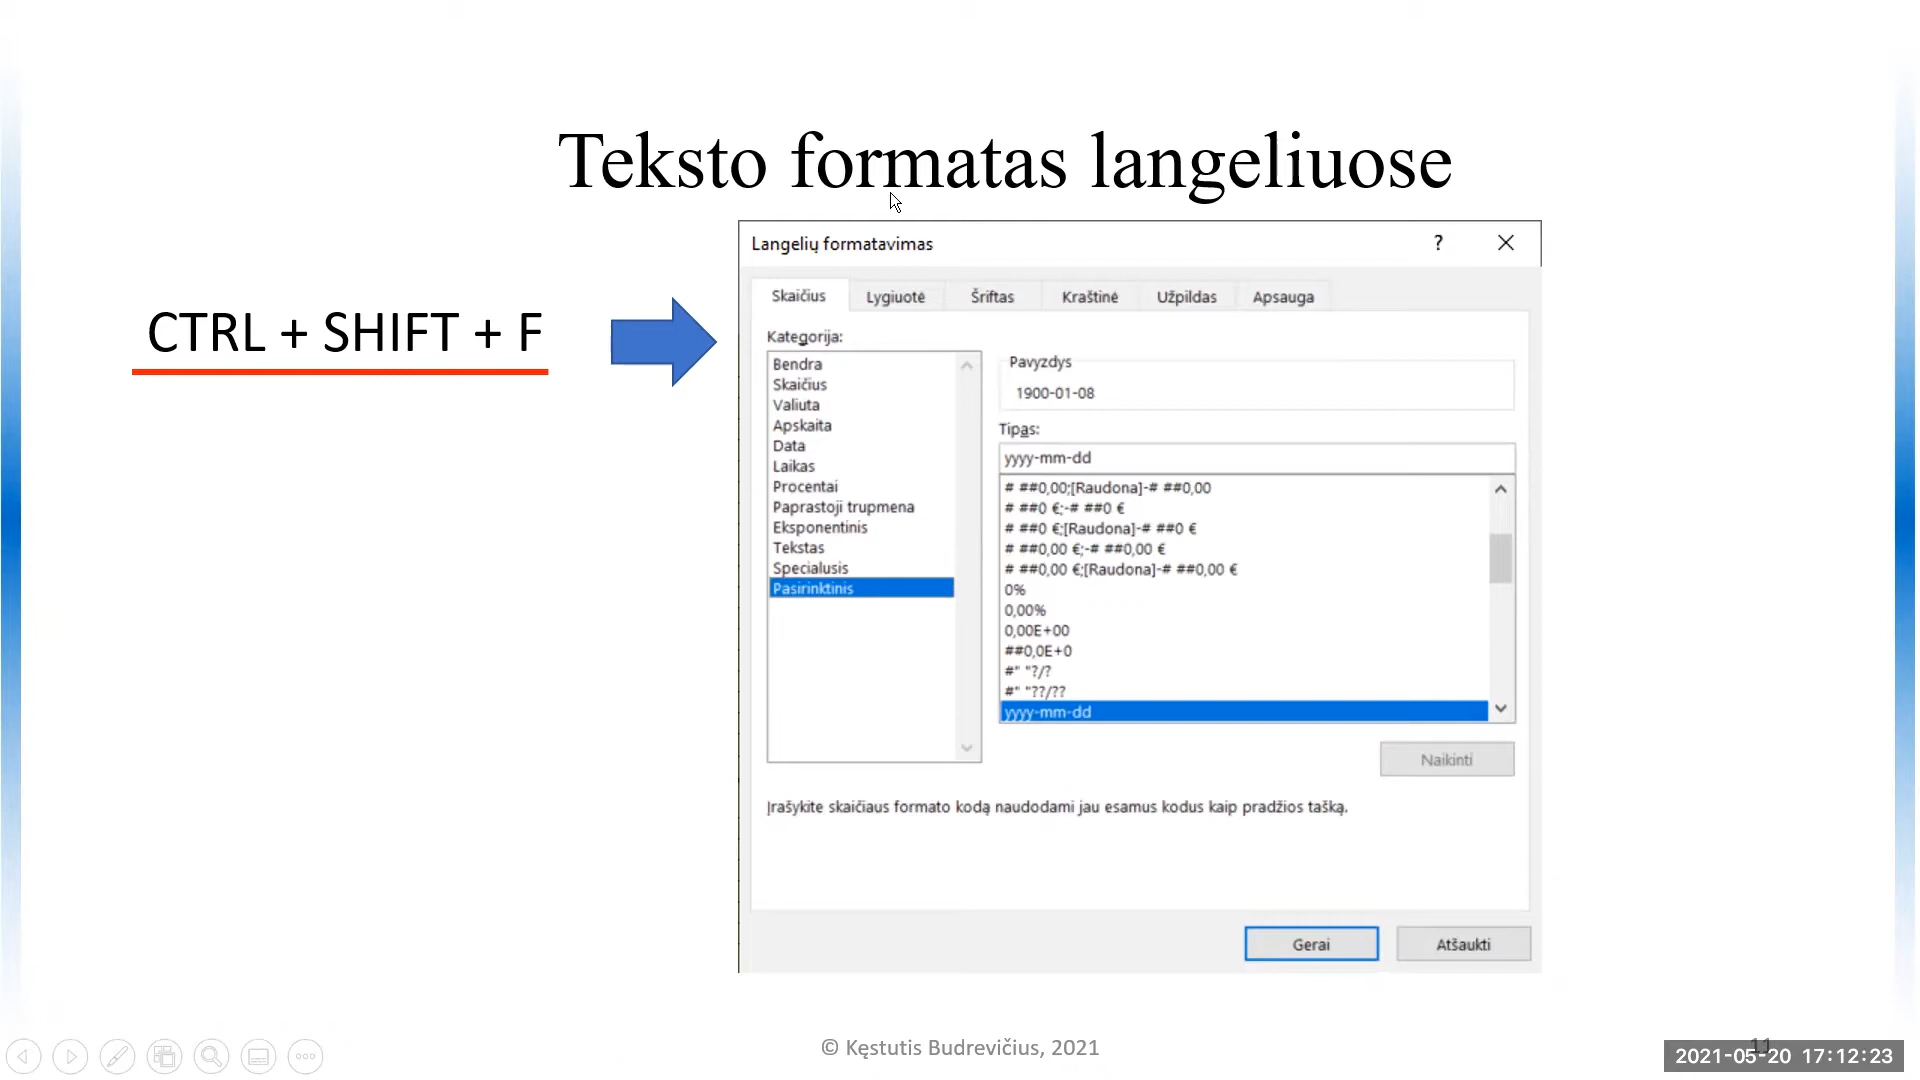 Teksto formatas langeliuose
CTRL + SHIFT + F
Langelių formatavimas
?
Skaičius
Lygiuotė
Šriftas
Kraštinė
Užpildas
Apsauga
Kategorija:
Bendra
Skaičius
Valiuta
Apskaita
Data
Laikas
Procentai
Paprastoji trupmena
Eksponentinis
Tekstas
Specialusis
Pasirinktinis
Pavyzdys
1900-01-08
Tipas:
yyyy-mm-dd
# ##0,00;[Raudona]-# ##0,00
# ##0 €;-# ##0 €
# ##0 €;[Raudona]-# ##0 €
# ##0,00 €;-# ##0,00 €
# ##0,00 €;[Raudona]-# ##0,00 €
0%
0,00%
0,00E+00
##0,0E+0
#" "?/?
#" "??/??
yyyy-mm-dd
Naikinti
Įrašykite skaičiaus formato kodą naudodami jau esamus kodus kaip pradžios tašką.
Gerai
Atšaukti
© Kęstutis Budrevičius, 2021
11
2021-05-20 17:12:23